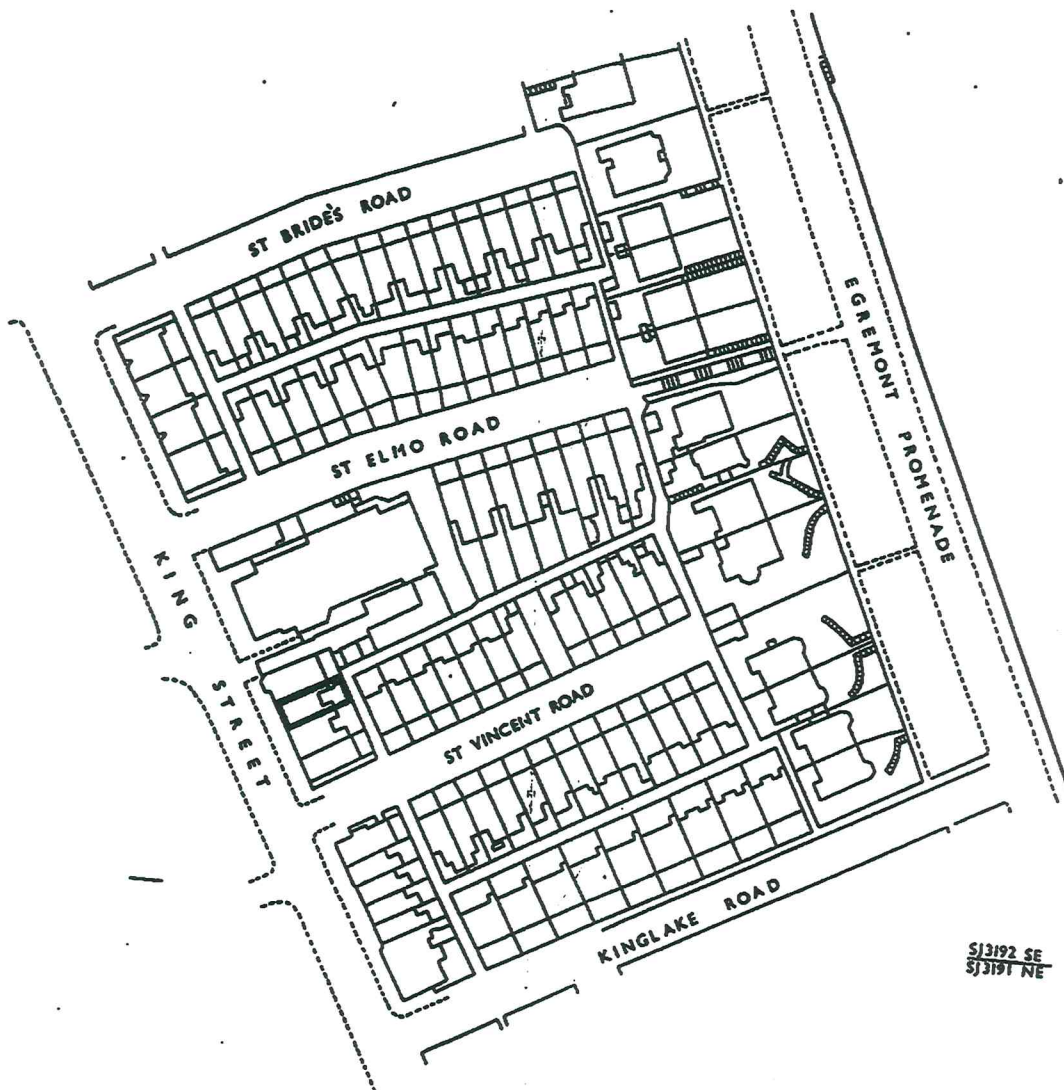 ST BRIDE'S ROAD
EGREMONT PROMENADE
ST ELMO ROAD
KING STREET
ST VINCENT ROAD
KINGLAKE ROAD
SJ3192 SE
SJ3191 NE